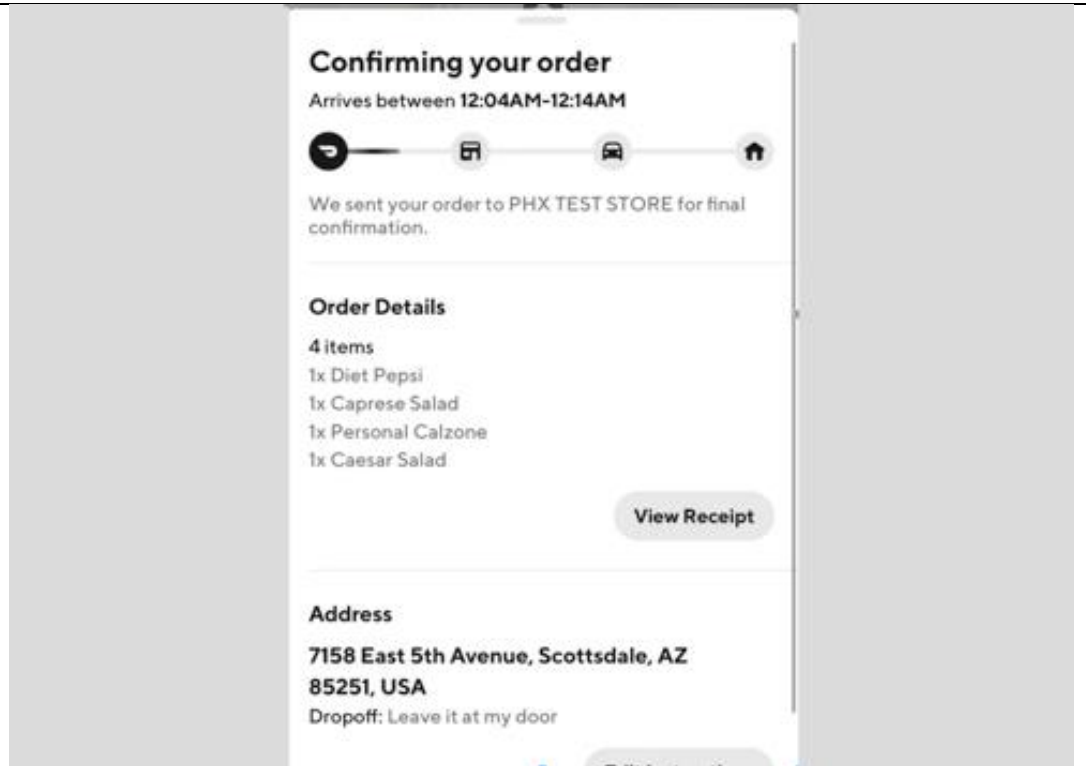 Confirming your order
Arrives between 12:04AM-12:14AM
We sent your order to PHX TEST STORE for final
confirmation.
Order Details
4 items
1x Diet Pepsi
1x Caprese Salad
1x Personal Calzone
1x Caesar Salad
View Receipt
Address
7158 East 5th Avenue, Scottsdale, AZ
85251, USA
Dropoff: Leave it at my door